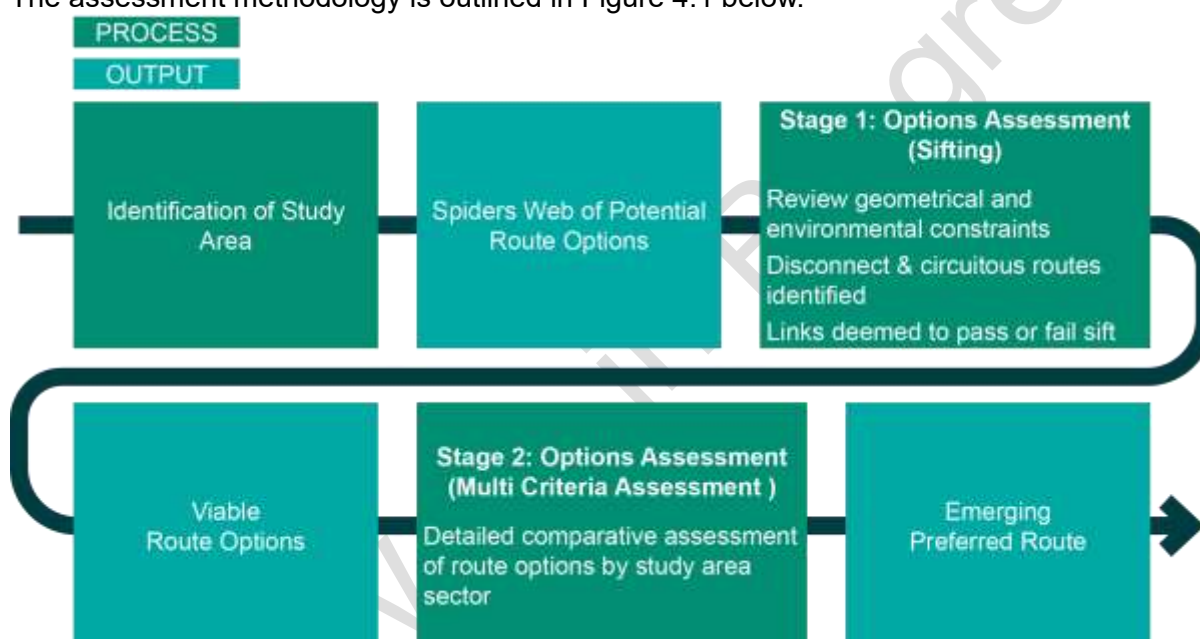 The assessment methodology is outlined in Figure 4.1 below.
PROCESS
OUTPUT
Identification of Study
Area
Spiders Web of Potential
Route Options
Stage 1: Options Assessment
(Sifting)
Review geometrical and
environmental constraints
Disconnect & circuitous routes
identified
Links deemed to pass or fail sift
Viable
Route Options
Stage 2: Options Assessment
(Multi Criteria Assessment )
Detailed comparative assessment
of route options by study area
sector
Emerging
Preferred Route